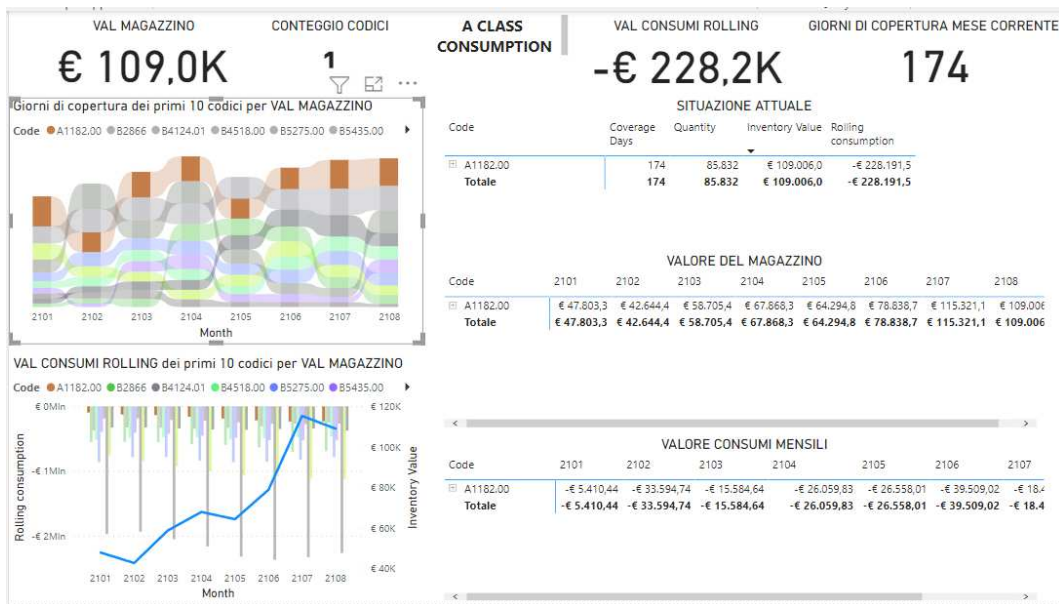 VAL MAGAZZINO
€ 109,0K
CONTEGGIO CODICI
1
A CLASS
CONSUMPTION
VAL CONSUMI ROLLING
-€ 228,2K
GIORNI DI COPERTURA MESE CORRENTE
174
Giorni di copertura dei primi 10 codici per VAL MAGAZZINO
Code A1182.00 B2866 B4124.01 B4518.00 B5275.00 B5435.00
2101 2102 2103 2104 2105 2106 2107 2108
Month
VAL CONSUMI ROLLING dei primi 10 codici per VAL MAGAZZINO
Code A1182.00 B2866 B4124.01 B4518.00 B5275.00 B5435.00
Rolling consumption
€ 0Mln
-€ 1Mln
-€ 2Mln
€ 120K
€ 100K
€ 80K
€ 60K
€ 40K
Inventory Value
2101 2102 2103 2104 2105 2106 2107 2108
Month
SITUAZIONE ATTUALE
Code Coverage Days Quantity Inventory Value Rolling consumption
A1182.00 174 85.832 € 109.006,0 -€ 228.191,5
Totale 174 85.832 € 109.006,0 -€ 228.191,5
VALORE DEL MAGAZZINO
Code 2101 2102 2103 2104 2105 2106 2107 2108
A1182.00 € 47.803,3 € 42.644,4 € 58.705,4 € 67.868,3 € 64.294,8 € 78.838,7 € 115.321,1 € 109.006
Totale € 47.803,3 € 42.644,4 € 58.705,4 € 67.868,3 € 64.294,8 € 78.838,7 € 115.321,1 € 109.006
VALORE CONSUMI MENSILI
Code 2101 2102 2103 2104 2105 2106 2107
A1182.00 -€ 5.410,44 -€ 33.594,74 -€ 15.584,64 -€ 26.059,83 -€ 26.558,01 -€ 39.509,02 -€ 18.4
Totale -€ 5.410,44 -€ 33.594,74 -€ 15.584,64 -€ 26.059,83 -€ 26.558,01 -€ 39.509,02 -€ 18.4